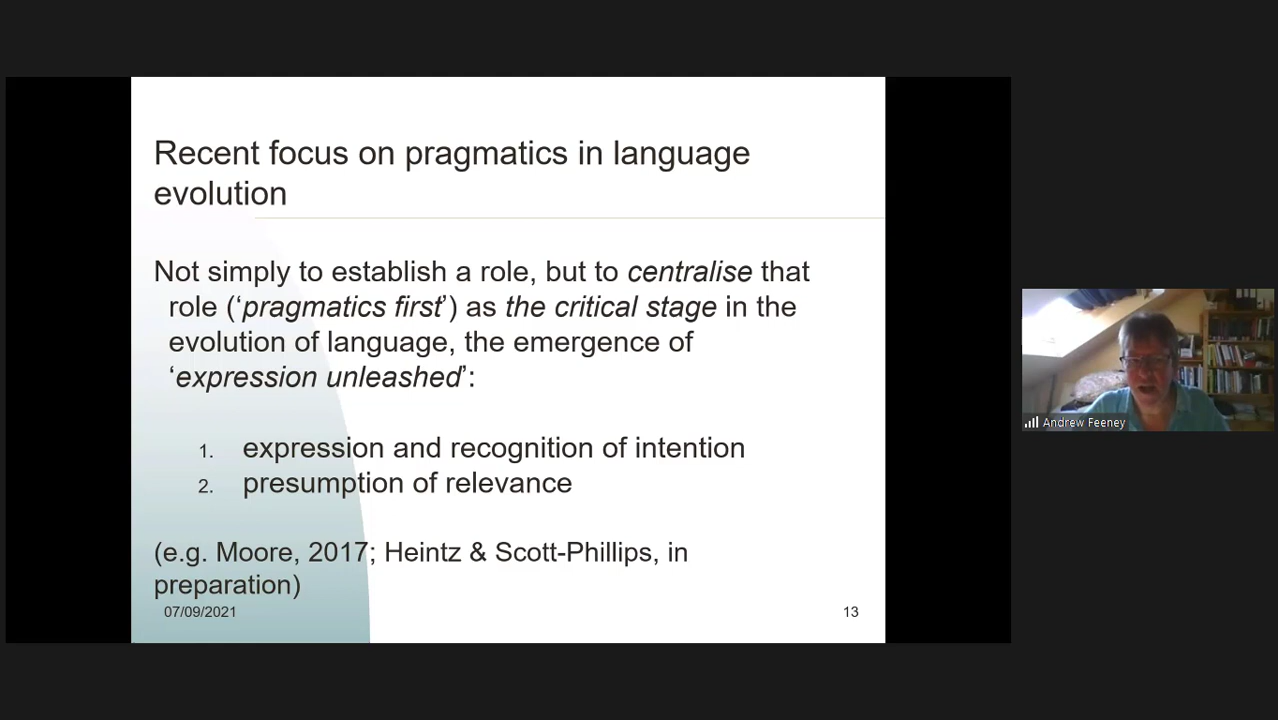 Recent focus on pragmatics in language
evolution
Not simply to establish a role, but to centralise that
role (‘pragmatics first’) as the critical stage in the
evolution of language, the emergence of
‘expression unleashed’:
1. expression and recognition of intention
2. presumption of relevance
(e.g. Moore, 2017; Heintz & Scott-Phillips, in
preparation)
07/09/2021
13
Andrew Feeney